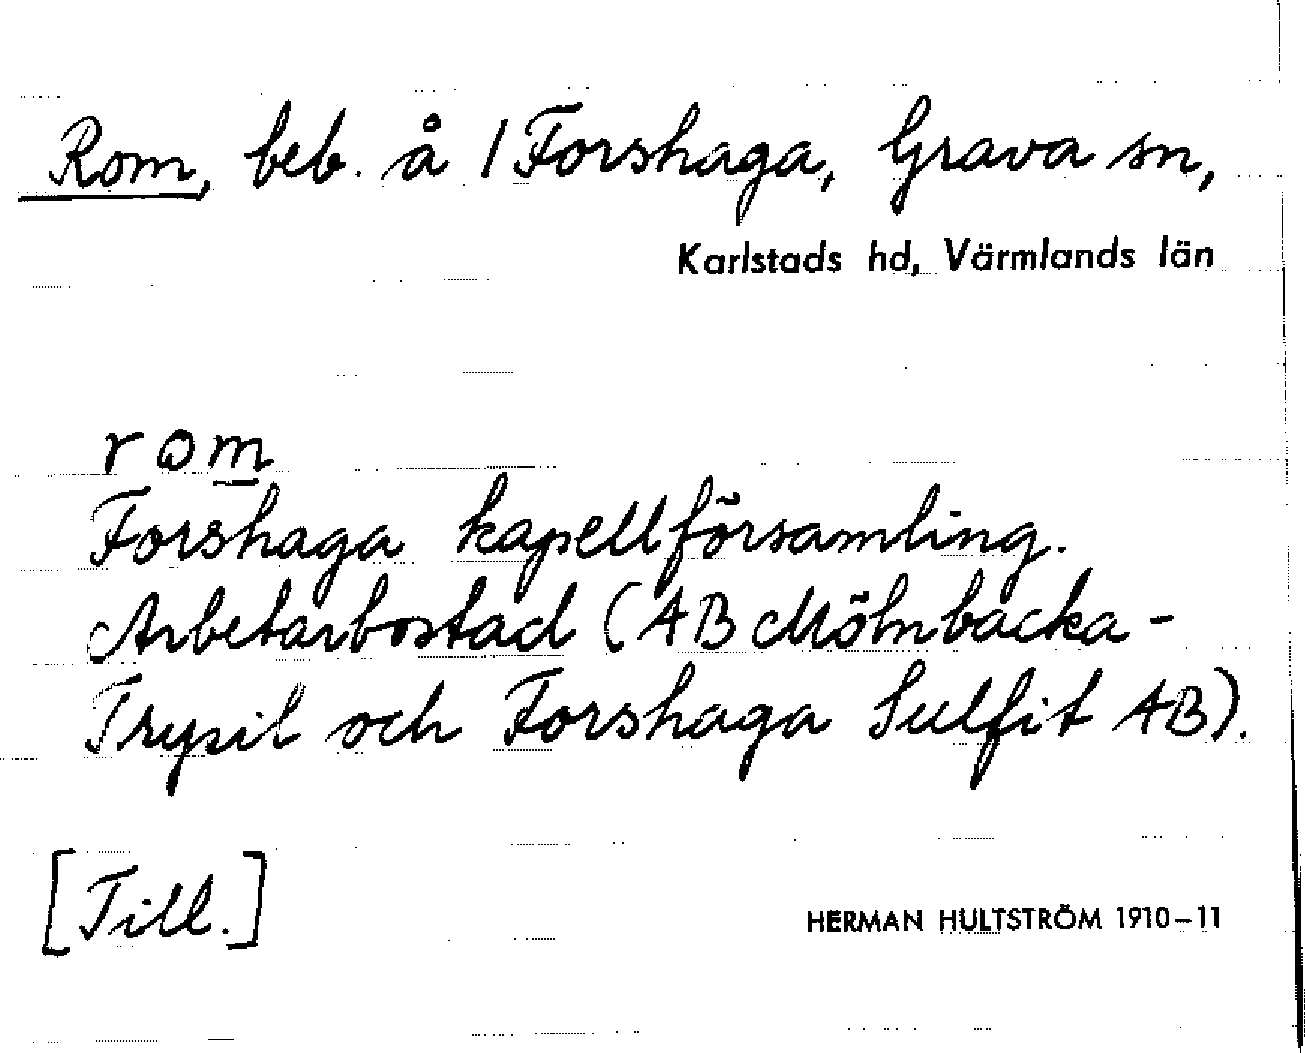 Rom, beb. å 1 Forshaga, Grava sn,
Karlstads hd, Värmlands län
rom
Forshaga kapellförsamling.
Arbetarbostad (AB Mölnbacka-
Trysil och Forshaga Sulfit AB).
[Till.]
HERMAN HULTSTRÖM 1910-11